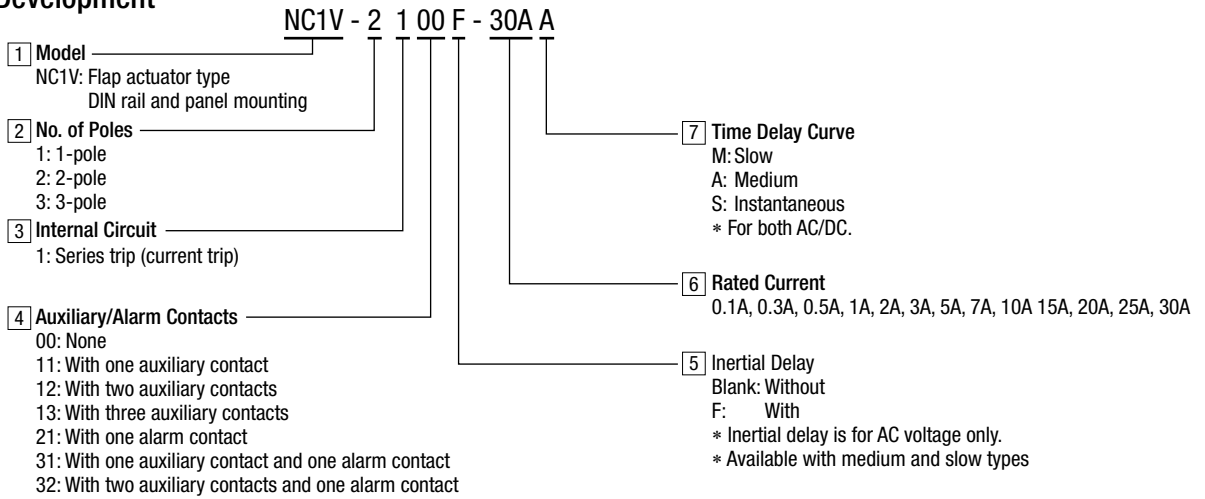 Development
NC1V - 2 1 00 F - 30A A
1 Model
NC1V: Flap actuator type
DIN rail and panel mounting
2 No. of Poles
1: 1-pole
2: 2-pole
3: 3-pole
3 Internal Circuit
1: Series trip (current trip)
4 Auxiliary/Alarm Contacts
00: None
11: With one auxiliary contact
12: With two auxiliary contacts
13: With three auxiliary contacts
21: With one alarm contact
31: With one auxiliary contact and one alarm contact
32: With two auxiliary contacts and one alarm contact
7 Time Delay Curve
M: Slow
A: Medium
S: Instantaneous
* For both AC/DC.
6 Rated Current
0.1A, 0.3A, 0.5A, 1A, 2A, 3A, 5A, 7A, 10A 15A, 20A, 25A, 30A
5 Inertial Delay
Blank: Without
F: With
* Inertial delay is for AC voltage only.
* Available with medium and slow types